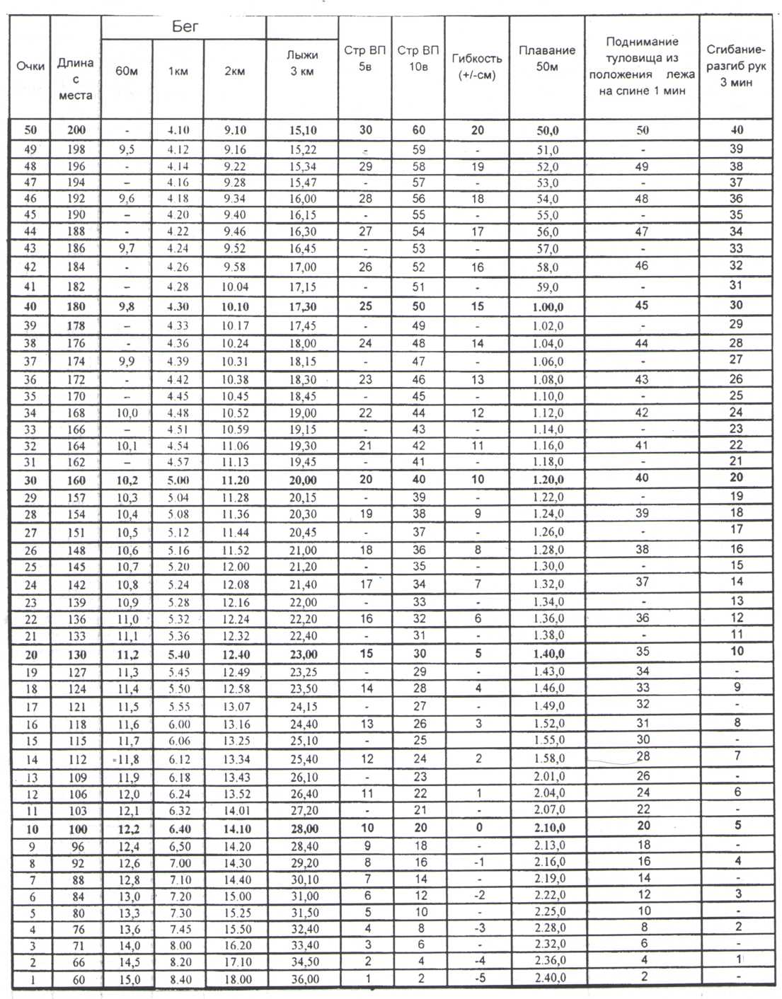 Бег
Очки Длина с места 60м 1км 2км Лыжи 3 км Стр ВП 5в Стр ВП 10в Гибкость (+/-см) Плавание 50м Поднимание туловища из положения лежа на спине 1 мин Сгибание-разгиб рук 3 мин
50 200 - 4.10 9.10 15,10 30 60 20 50,0 50 40
49 198 9,5 4.12 9.16 15,22 - 59 - 51,0 - 39
48 196 - 4.14 9.22 15,34 29 58 19 52,0 49 38
47 194 – 4.16 9.28 15,47 - 57 - 53,0 - 37
46 192 9,6 4.18 9.34 16,00 28 56 18 54,0 48 36
45 190 – 4.20 9.40 16,15 - 55 - 55,0 - 35
44 188 - 4.22 9.46 16,30 27 54 17 56,0 47 34
43 186 9,7 4.24 9.52 16,45 - 53 - 57,0 - 33
42 184 - 4.26 9.58 17,00 26 52 16 58,0 46 32
41 182 – 4.28 10.04 17,15 - 51 - 59,0 - 31
40 180 9,8 4.30 10.10 17,30 25 50 15 1.00,0 45 30
39 178 – 4.33 10.17 17,45 - 49 - 1.02,0 - 29
38 176 - 4.36 10.24 18,00 24 48 14 1.04,0 44 28
37 174 9,9 4.39 10.31 18,15 - 47 - 1.06,0 - 27
36 172 - 4.42 10.38 18,30 23 46 13 1.08,0 43 26
35 170 – 4.45 10.45 18,45 - 45 - 1.10,0 - 25
34 168 10,0 4.48 10.52 19,00 22 44 12 1.12,0 42 24
33 166 – 4.51 10.59 19,15 - 43 - 1.14,0 - 23
32 164 10,1 4.54 11.06 19,30 21 42 11 1.16,0 41 22
31 162 – 4.57 11.13 19,45 - 41 - 1.18,0 - 21
30 160 10,2 5.00 11.20 20,00 20 40 10 1.20,0 40 20
29 157 10,3 5.04 11.28 20,15 - 39 - 1.22,0 - 19
28 154 10,4 5.08 11.36 20,30 19 38 9 1.24,0 39 18
27 151 10,5 5.12 11.44 20,45 - 37 - 1.26,0 - 17
26 148 10,6 5.16 11.52 21,00 18 36 8 1.28,0 38 16
25 145 10,7 5.20 12.00 21,20 - 35 - 1.30,0 - 15
24 142 10,8 5.24 12.08 21,40 17 34 7 1.32,0 37 14
23 139 10,9 5.28 12.16 22,00 - 33 - 1.34,0 - 13
22 136 11,0 5.32 12.24 22,20 16 32 6 1.36,0 36 12
21 133 11,1 5.36 12.32 22,40 - 31 - 1.38,0 - 11
20 130 11,2 5.40 12.40 23,00 15 30 5 1.40,0 35 10
19 127 11,3 5.45 12.49 23,25 - 29 - 1.43,0 34 -
18 124 11,4 5.50 12.58 23,50 14 28 4 1.46,0 33 9
17 121 11,5 5.55 13.07 24,15 - 27 - 1.49,0 32 -
16 118 11,6 6.00 13.16 24,40 13 26 3 1.52,0 31 8
15 115 11,7 6.06 13.25 25,10 - 25 1.55,0 30 -
14 112 11,8 6.12 13.34 25,40 12 24 2 1.58,0 28 7
13 109 11,9 6.18 13.43 26,10 - 23 2.01,0 26 -
12 106 12,0 6.24 13.52 26,40 11 22 1 2.04,0 24 6
11 103 12,1 6.32 14.01 27,20 - 21 - 2.07,0 22 -
10 100 12,2 6.40 14.10 28,00 10 20 0 2.10,0 20 5
9 96 12,4 6,50 14.20 28,40 9 18 - 2.13,0 18 -
8 92 12,6 7.00 14.30 29,20 8 16 -1 2.16,0 16 4
7 88 12,8 7.10 14.40 30,10 7 14 - 2.19,0 14 -
6 84 13,0 7.20 15.00 31,00 6 12 -2 2.22,0 12 3
5 80 13,3 7.30 15.25 31,50 5 10 - 2.25,0 10 -
4 76 13,6 7.45 15.50 32,40 4 8 -3 2.28,0 8 2
3 71 14,0 8.00 16.20 33,40 3 6 - 2.32,0 6 -
2 66 14,5 8.20 17.10 34,50 2 4 -4 2.36,0 4 1
1 60 15,0 8.40 18.00 36,00 1 2 -5 2.40,0 2 -